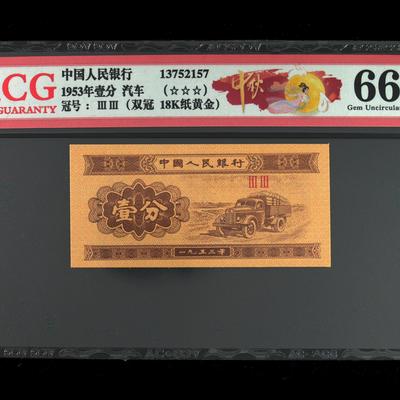 ACG
GUARANTY
中国人民银行
1953年壹分 汽车
冠号：ⅢⅢ（双冠 18K纸黄金）
13752157
（☆☆☆）
中秋
66
Gem Uncircula
中國人民銀行
ⅢⅢ
壹分
一九五三年